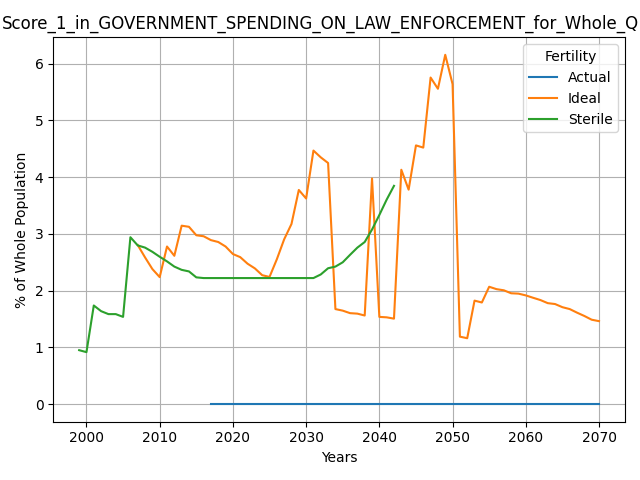 Score_1_in_GOVERNMENT_SPENDING_ON_LAW_ENFORCEMENT_for_Whole_Q
Fertility
Actual
Ideal
Sterile
% of Whole Population
6
5
4
3
2
1
0
2000 2010 2020 2030 2040 2050 2060 2070
Years